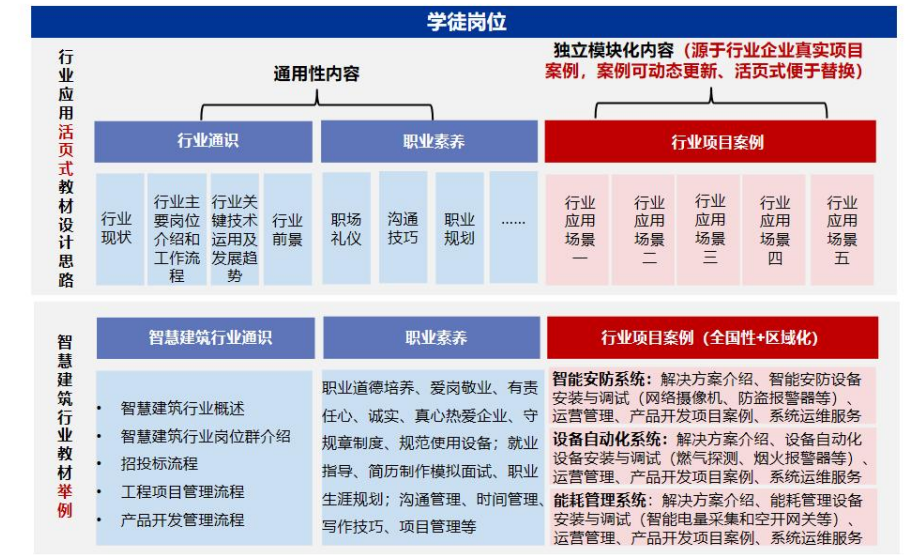 学徒岗位
行业应用活页式教材设计思路
通用性内容
独立模块化内容（源于行业企业真实项目
案例，案例可动态更新、活页式便于替换）
行业通识
职业素养
行业项目案例
行业
现状
行业主
要岗位
介绍和
工作流
程
行业关
键技术
运用及
发展趋
势
行业
前景
职场
礼仪
沟通
技巧
职业
规划
……
行业
应用
场景
一
行业
应用
场景
二
行业
应用
场景
三
行业
应用
场景
四
行业
应用
场景
五
智慧建筑行业教材举例
智慧建筑行业通识
• 智慧建筑行业概述
• 智慧建筑行业岗位群介绍
• 招投标流程
• 工程项目管理流程
• 产品开发管理流程
职业素养
职业道德培养、爱岗敬业、有责
任心、诚实、真心热爱企业、守
规章制度、规范使用设备；就业
指导、简历制作模拟面试、职业
生涯规划；沟通管理、时间管理、
写作技巧、项目管理等
行业项目案例（全国性+区域化）
智能安防系统：解决方案介绍、智能安防设备
安装与调试（网络摄像机、防盗报警器等）、
运营管理、产品开发项目案例、系统运维服务
设备自动化系统：解决方案介绍、设备自动化
设备安装与调试（燃气探测、烟火报警器等）、
运营管理、产品开发项目案例、系统运维服务
能耗管理系统：解决方案介绍、能耗管理设备
安装与调试（智能电量采集和空开网关等）、
运营管理、产品开发项目案例、系统运维服务